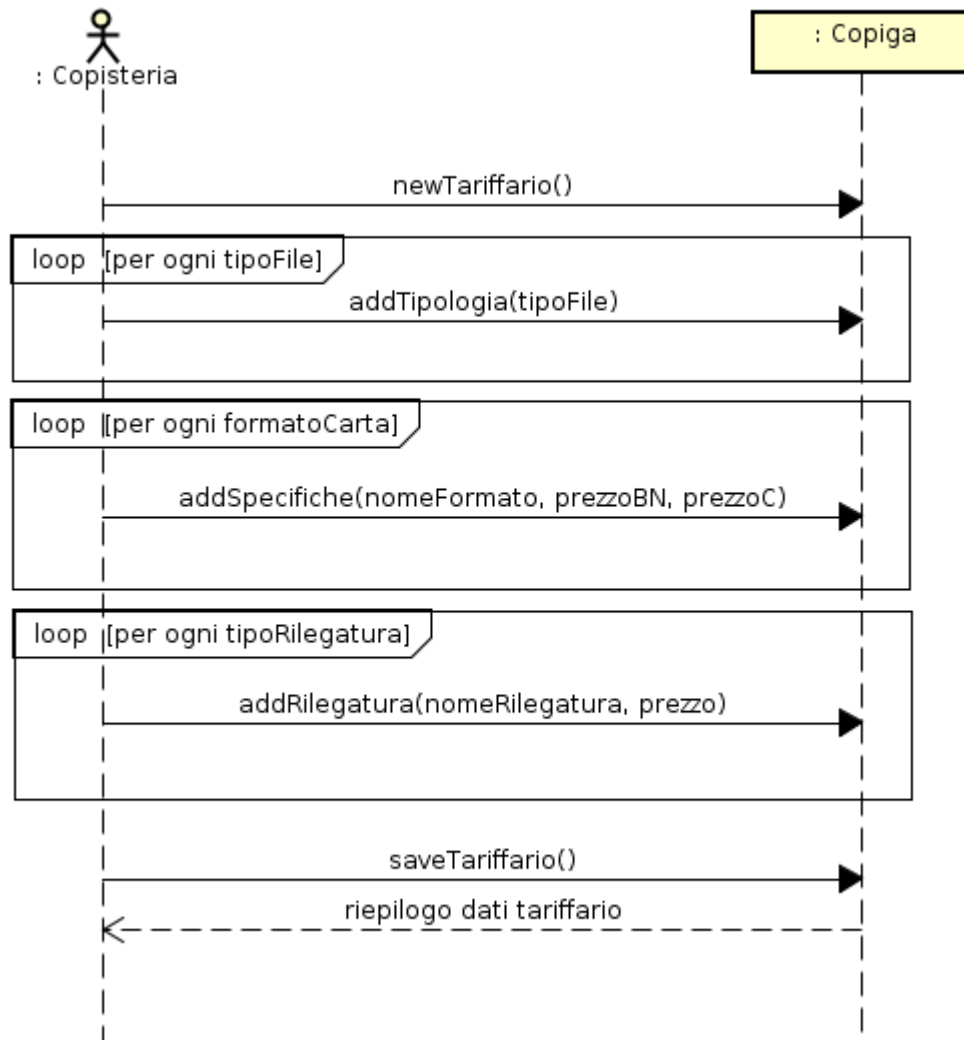 : Copisteria
: Copiga
newTariffario()
loop [per ogni tipoFile]
addTipologia(tipoFile)
loop [per ogni formatoCarta]
addSpecifiche(nomeFormato, prezzoBN, prezzoC)
loop [per ogni tipoRilegatura]
addRilegatura(nomeRilegatura, prezzo)
saveTariffario()
riepilogo dati tariffario